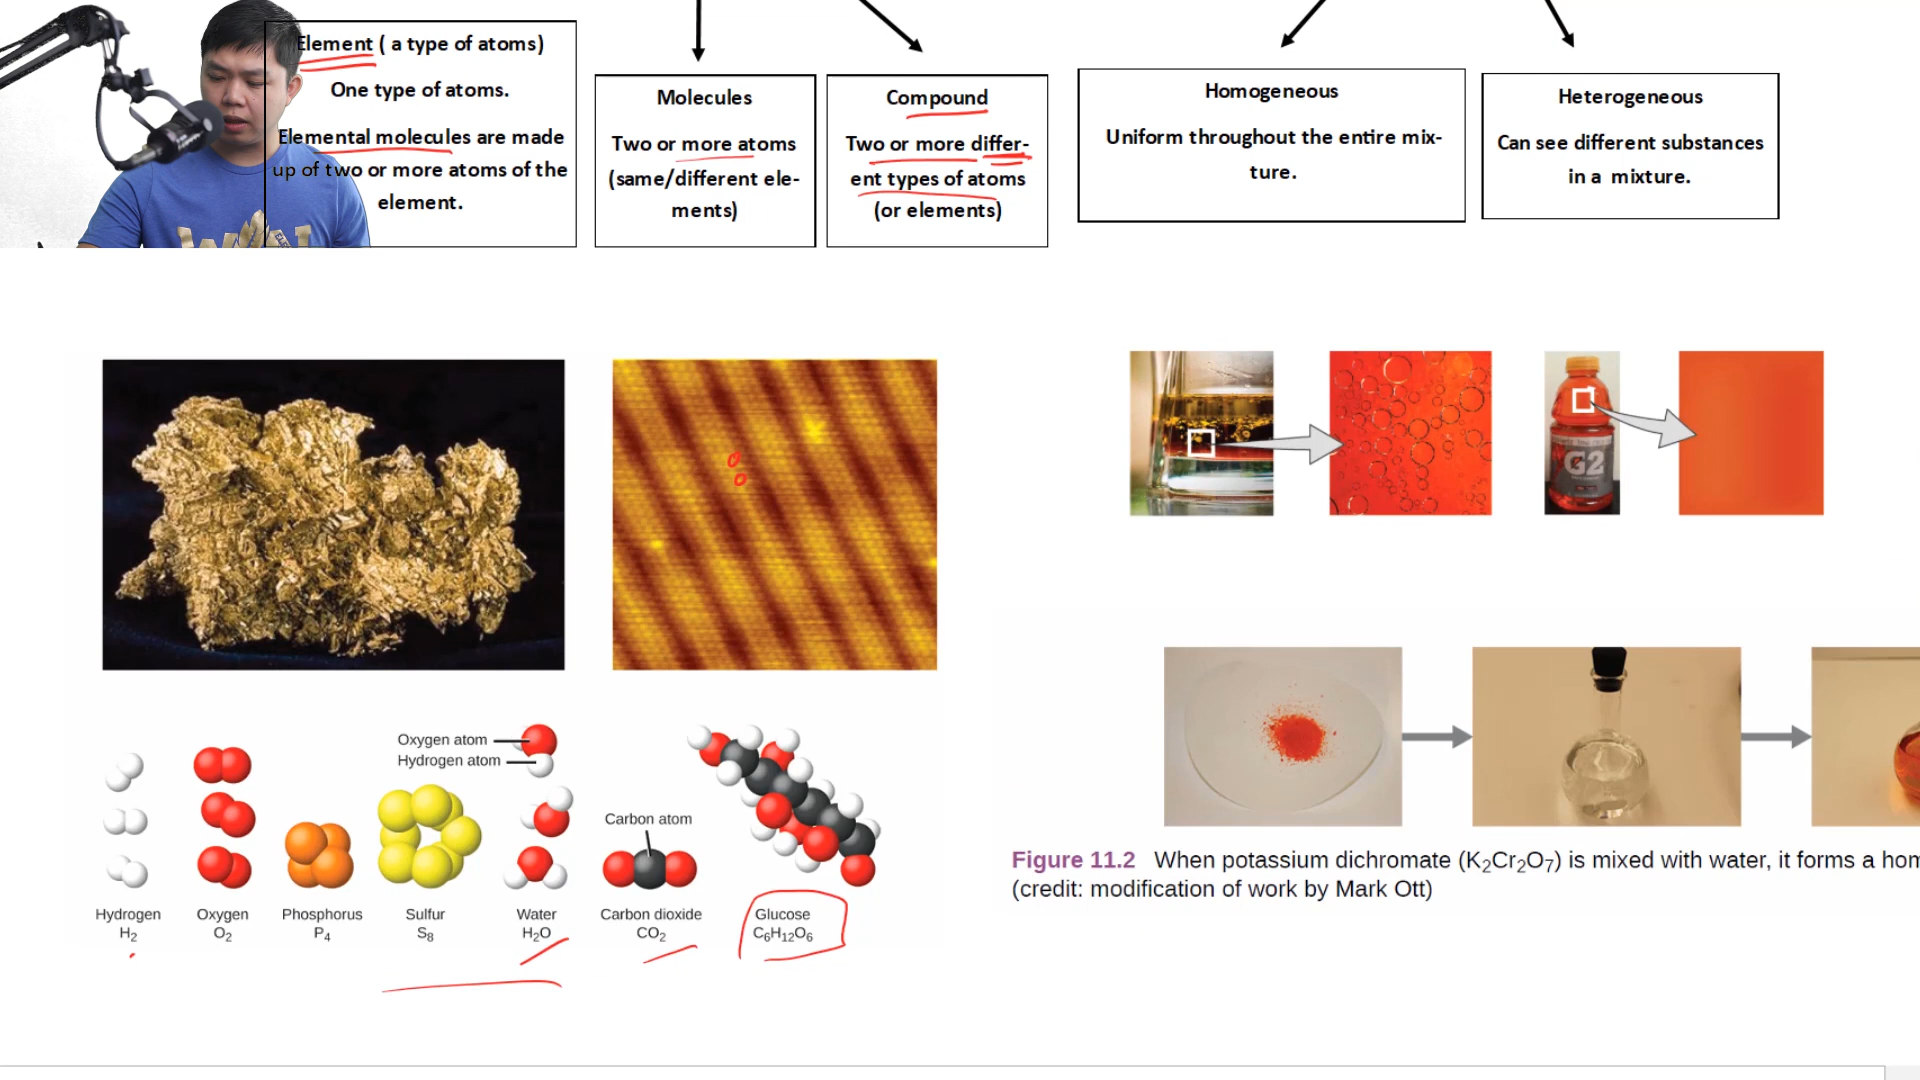 Element ( a type of atoms)
One type of atoms.
Elemental molecules are made
up of two or more atoms of the
element.
Molecules
Two or more atoms
(same/different ele-
ments)
Compound
Two or more differ-
ent types of atoms
(or elements)
Homogeneous
Uniform throughout the entire mix-
ture.
Heterogeneous
Can see different substances
in a mixture.
G2
Oxygen atom
Hydrogen atom
Carbon atom
Hydrogen
H2
Oxygen
O2
Phosphorus
P4
Sulfur
S8
Water
H2O
Carbon dioxide
CO2
Glucose
C6H12O6
Figure 11.2 When potassium dichromate (K2Cr2O7) is mixed with water, it forms a hom
(credit: modification of work by Mark Ott)